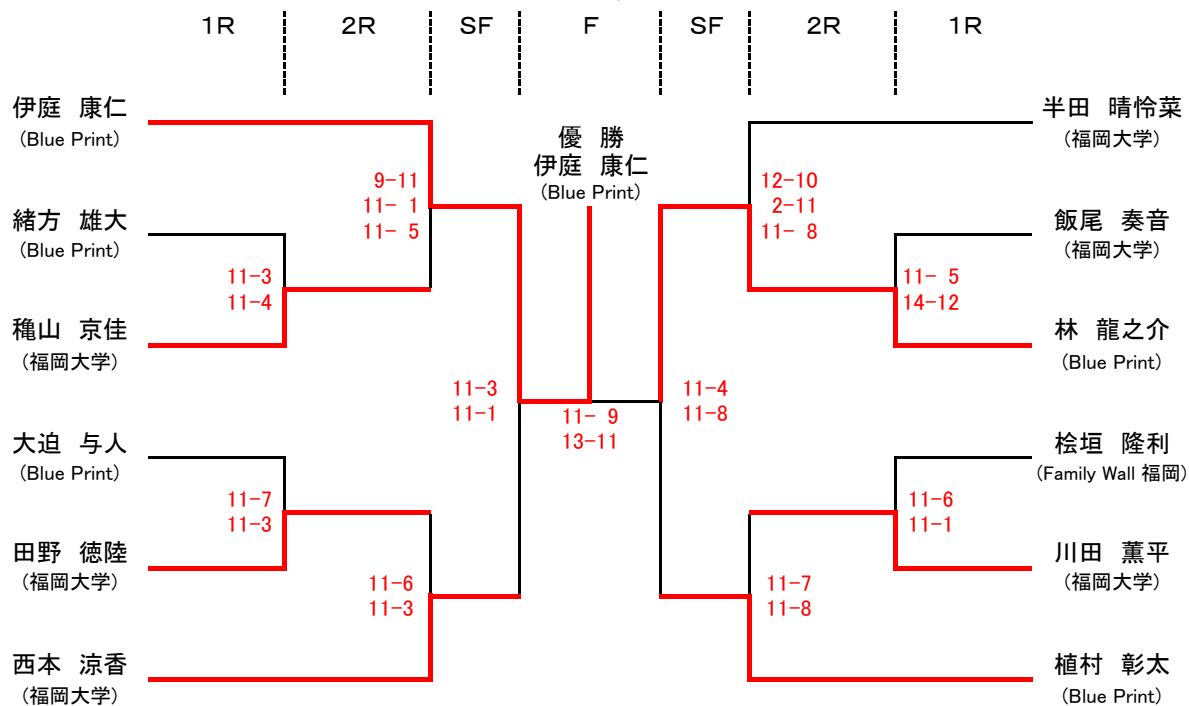 1R 2R SF F SF 2R 1R
伊庭 康仁
(Blue Print)
緒方 雄大
(Blue Print)
穐山 京佳
(福岡大学)
大迫 与人
(Blue Print)
田野 徳陸
(福岡大学)
西本 涼香
(福岡大学)
9-11
11- 1
11- 5
11-3
11-4
11-7
11-3
11-6
11-3
11-3
11-1
優 勝
伊庭 康仁
(Blue Print)
11- 9
13-11
11-4
11-8
12-10
2-11
11- 8
11- 5
14-12
11-6
11-1
11-7
11-8
半田 晴怜菜
(福岡大学)
飯尾 奏音
(福岡大学)
林 龍之介
(Blue Print)
桧垣 隆利
(Family Wall 福岡)
川田 薫平
(福岡大学)
植村 彰太
(Blue Print)